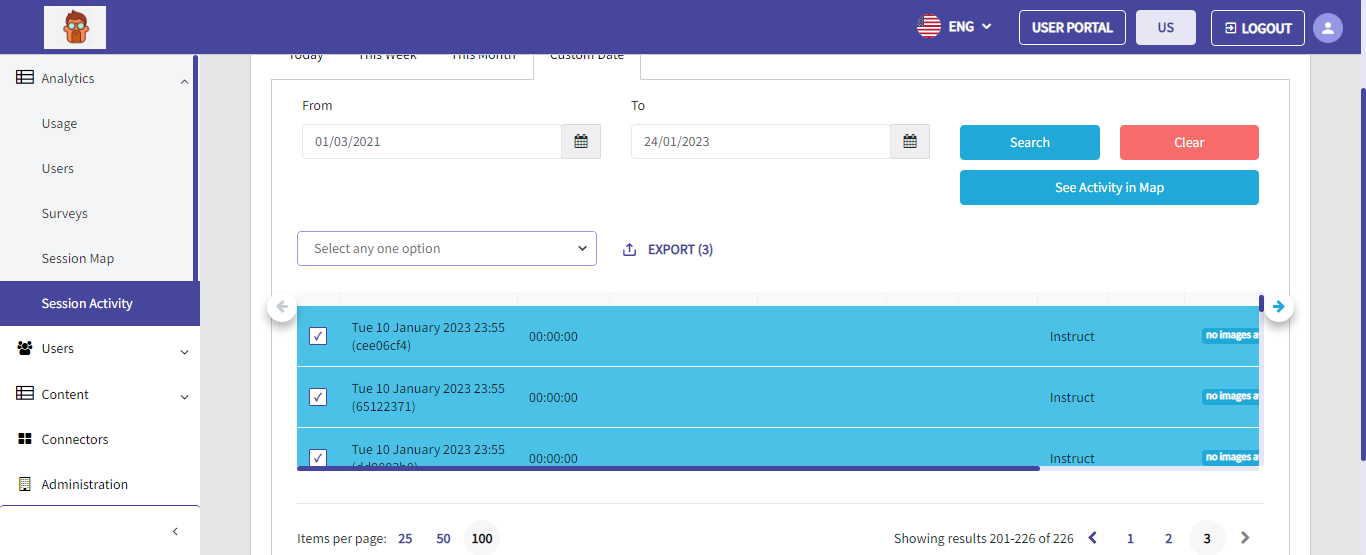 ENG
USER PORTAL
US
LOGOUT
Analytics
Usage
Users
Surveys
Session Map
Session Activity
Users
Content
Connectors
Administration
Today
This Week
This Month
Custom Date
From
To
01/03/2021
24/01/2023
Search
Clear
See Activity in Map
Select any one option
EXPORT (3)
Tue 10 January 2023 23:55
(cee06cf4)
00:00:00
Instruct
no images a
Tue 10 January 2023 23:55
(65122371)
00:00:00
Instruct
no images a
Tue 10 January 2023 23:55
00:00:00
Instruct
no images a
Items per page: 25 50 100
Showing results 201-226 of 226
1 2 3